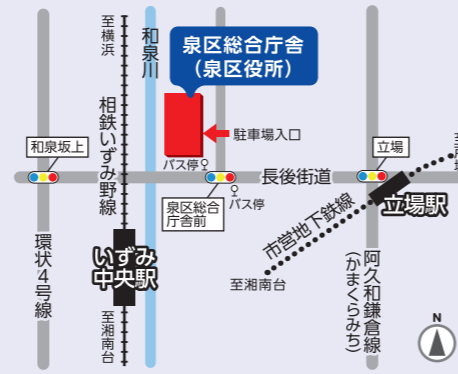 至横浜
和泉川
泉区総合庁舎
（泉区役所）
相鉄いずみ野線
駐車場入口
バス停
和泉坂上
立場
長後街道
泉区総合
庁舎前
バス停
立場駅
市営地下鉄線
いずみ
中央駅
環状4号線
至湘南台
阿久和鎌倉線
（かまくらみち）
至湘南台
N